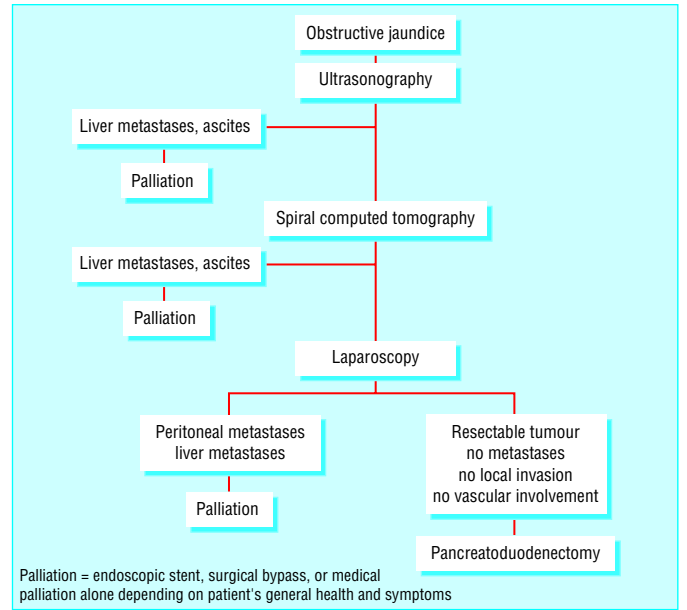 Obstructive jaundice
Ultrasonography
Liver metastases, ascites
Palliation
Spiral computed tomography
Liver metastases, ascites
Palliation
Laparoscopy
Peritoneal metastases
liver metastases
Palliation
Resectable tumour
no metastases
no local invasion
no vascular involvement
Pancreatoduodenectomy
Palliation = endoscopic stent, surgical bypass, or medical
palliation alone depending on patient's general health and symptoms